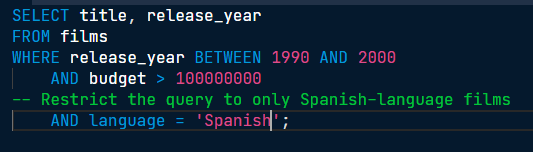 SELECT title, release_year
FROM films
WHERE release_year BETWEEN 1990 AND 2000
    AND budget > 100000000
-- Restrict the query to only Spanish-language films
    AND language = 'Spanish';